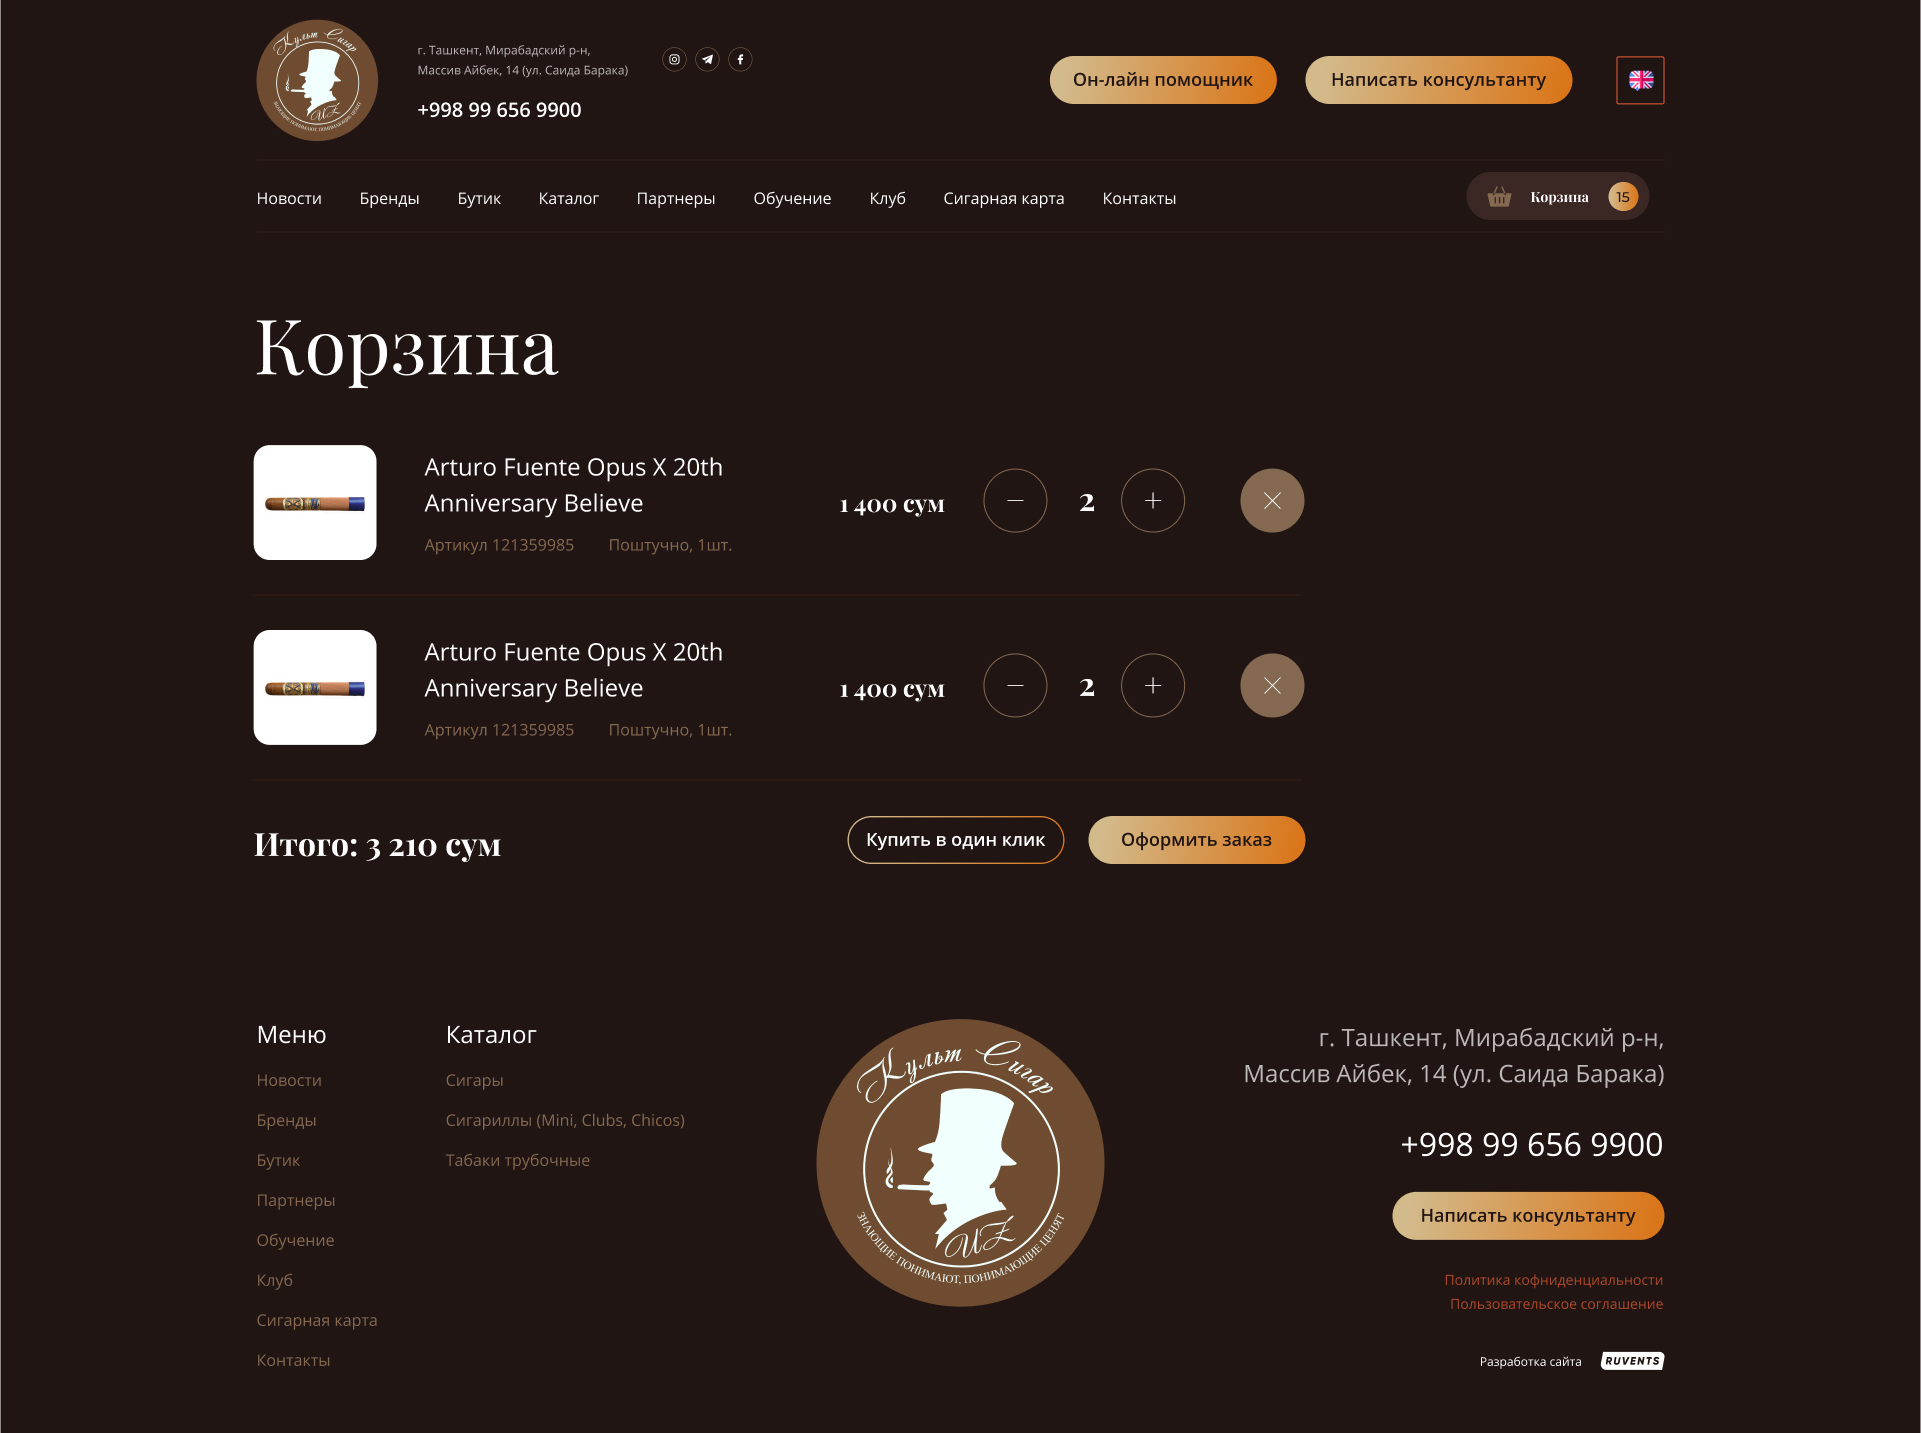 Культ Сигар
ЗНАЮЩИЕ ПОНИМАЮТ, ПОНИМАЮЩИЕ ЦЕНЯТ
UZ
г. Ташкент, Мирабадский р-н,
Массив Айбек, 14 (ул. Саида Барака)
+998 99 656 9900
Он-лайн помощник
Написать консультанту
Новости Бренды Бутик Каталог Партнеры Обучение Клуб Сигарная карта Контакты
Корзина 15
Корзина
Arturo Fuente Opus X 20th
Anniversary Believe
Артикул 121359985 Поштучно, 1шт.
1 400 сум
2
Arturo Fuente Opus X 20th
Anniversary Believe
Артикул 121359985 Поштучно, 1шт.
1 400 сум
2
Итого: 3 210 сум
Купить в один клик
Оформить заказ
Меню
Новости
Бренды
Бутик
Партнеры
Обучение
Клуб
Сигарная карта
Контакты
Каталог
Сигары
Сигариллы (Mini, Clubs, Chicos)
Табаки трубочные
Культ Сигар
UZ
ЗНАЮЩИЕ ПОНИМАЮТ, ПОНИМАЮЩИЕ ЦЕНЯТ
г. Ташкент, Мирабадский р-н,
Массив Айбек, 14 (ул. Саида Барака)
+998 99 656 9900
Написать консультанту
Политика кофниденциальности
Пользовательское соглашение
Разработка сайта RUVENTS